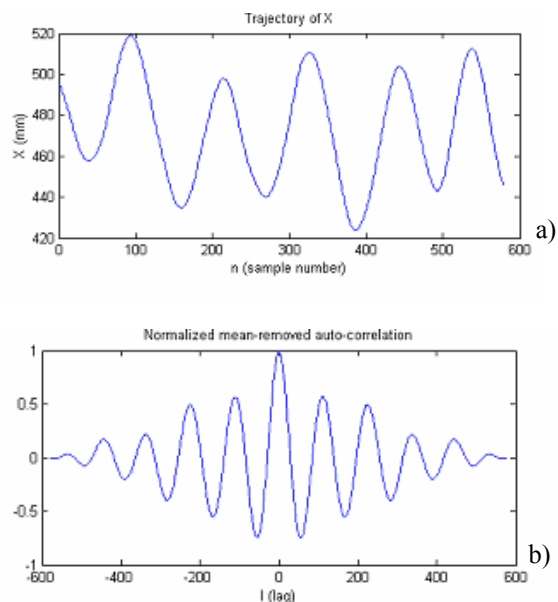 Trajectory of X
520
500
480
460
440
420
X (mm)
0 100 200 300 400 500 600
n (sample number)
a)
Normalized mean-removed auto-correlation
1
0.5
0
-0.5
-1
-600 -400 -200 0 200 400 600
l (lag)
b)